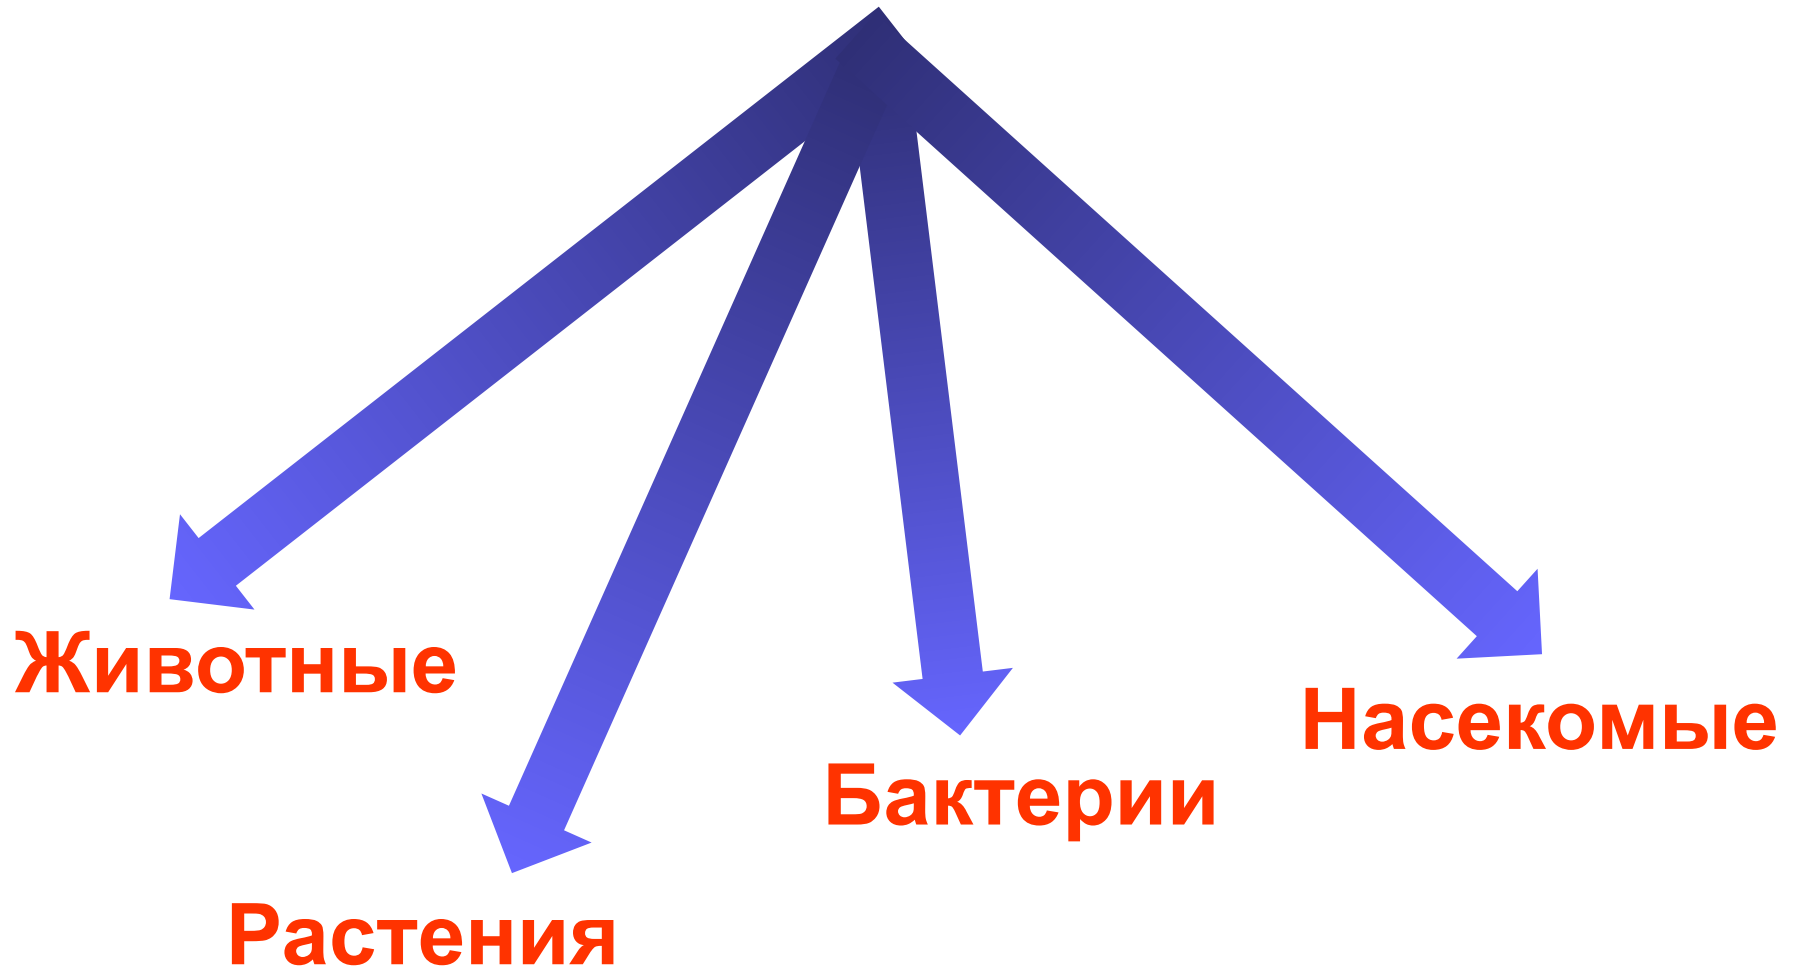 Животные
Насекомые
Бактерии
Растения